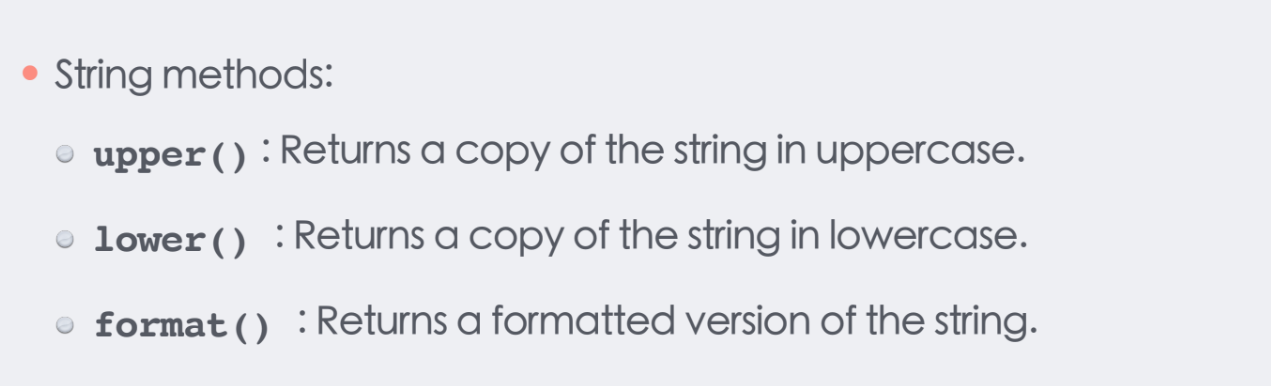 • String methods:
• upper() : Returns a copy of the string in uppercase.
• lower() : Returns a copy of the string in lowercase.
• format() : Returns a formatted version of the string.